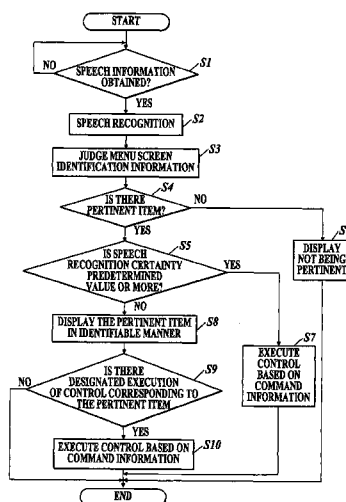 START
S1
NO
SPEECH INFORMATION
OBTAINED?
YES
SPEECH RECOGNITION
S2
JUDGE MENU SCREEN
IDENTIFICATION INFORMATION
S3
S4
IS THERE
PERTINENT ITEM?
NO
YES
S5
S
DISPLAY
NOT BEING
PERTINENT
IS SPEECH
RECOGNITION CERTAINTY
PREDETERMINED
VALUE OR MORE?
YES
NO
DISPLAY THE PERTINENT ITEM
IN IDENTIFIABLE MANNER
S8
S7
EXECUTE
CONTROL
BASED ON
COMMAND
INFORMATION
S9
IS THERE
DESIGNATED EXECUTION
OF CONTROL CORRESPONDING TO
THE PERTINENT ITEM
NO
YES
EXECUTE CONTROL BASED ON
COMMAND INFORMATION
S10
END